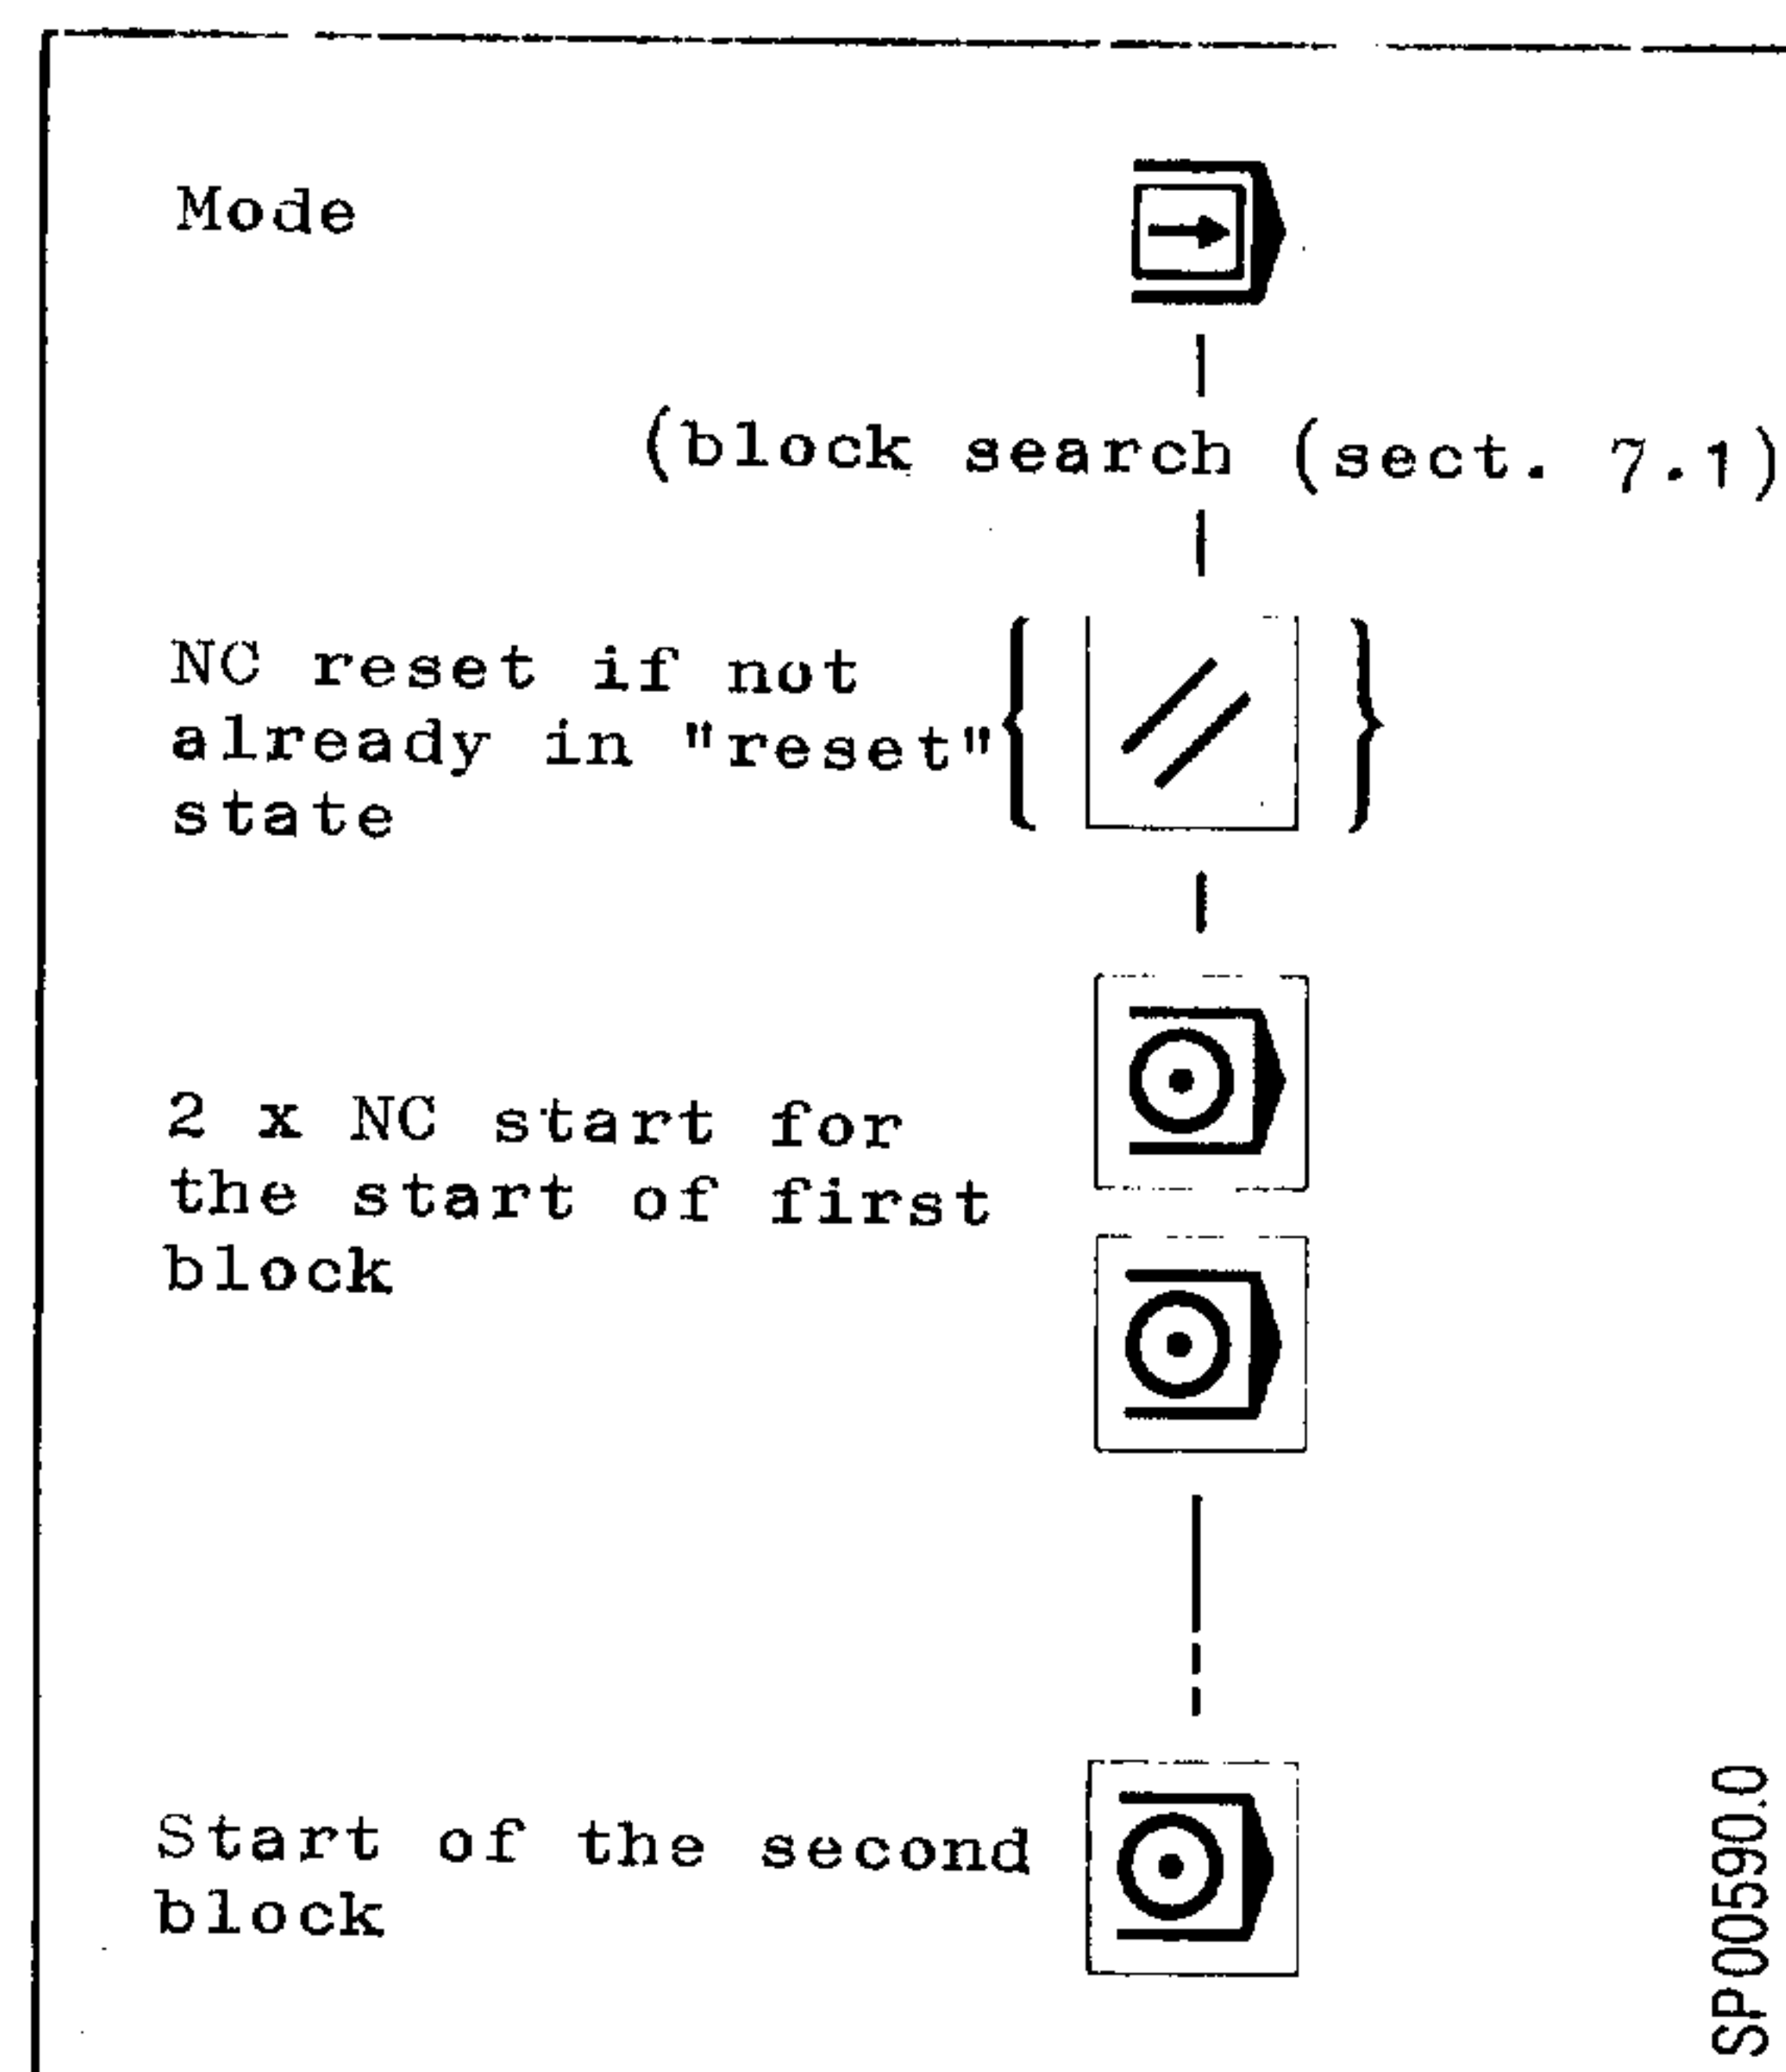 Mode
(block search (sect. 7.1)
NC reset if not
already in "reset"
state
2 x NC start for
the start of first
block
Start of the second
block
SP00590.0